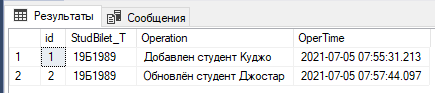 Результаты Сообщения
id StudBilet_T Operation OperTime
1 1 19Б1989 Добавлен студент Куджо 2021-07-05 07:55:31.213
2 2 19Б1989 Обновлён студент Джостар 2021-07-05 07:57:44.097